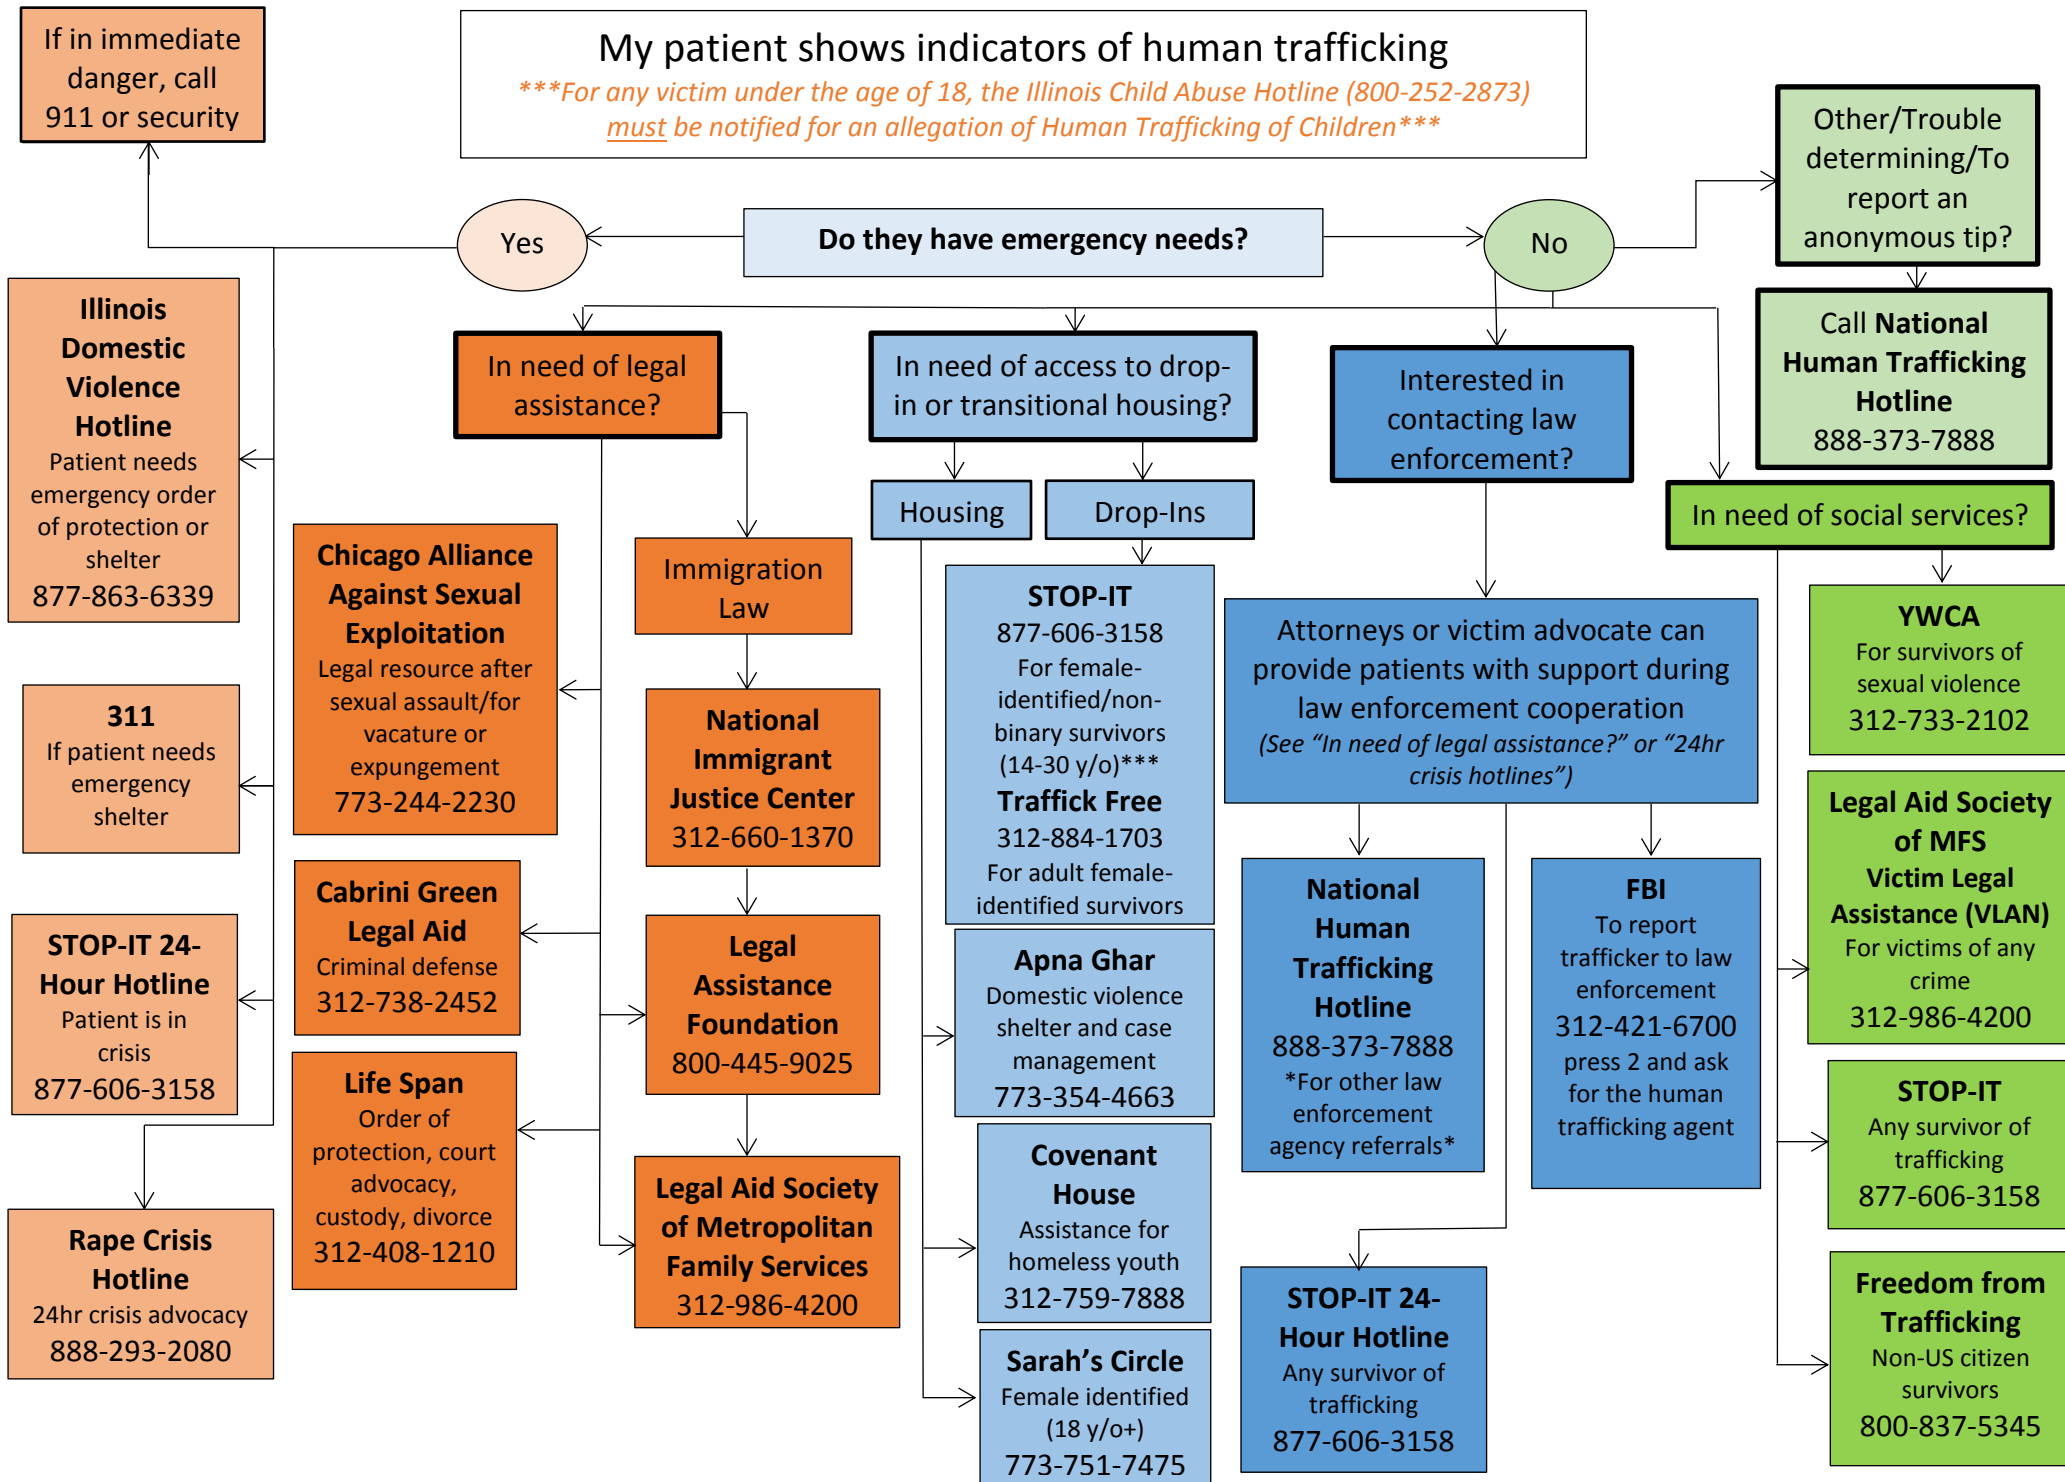 If in immediate
danger, call
911 or security
My patient shows indicators of human trafficking
***For any victim under the age of 18, the Illinois Child Abuse Hotline (800-252-2873)
must be notified for an allegation of Human Trafficking of Children***
Other/Trouble
determining/To
report an
anonymous tip?
Yes
Do they have emergency needs?
No
Call National
Human Trafficking
Hotline
888-373-7888
Illinois
Domestic
Violence
Hotline
Patient needs
emergency order
of protection or
shelter
877-863-6339
311
If patient needs
emergency
shelter
STOP-IT 24-
Hour Hotline
Patient is in
crisis
877-606-3158
Rape Crisis
Hotline
24hr crisis advocacy
888-293-2080
In need of legal
assistance?
Chicago Alliance
Against Sexual
Exploitation
Legal resource after
sexual assault/for
vacature or
expungement
773-244-2230
Cabrini Green
Legal Aid
Criminal defense
312-738-2452
Life Span
Order of
protection, court
advocacy,
custody, divorce
312-408-1210
Immigration
Law
National
Immigrant
Justice Center
312-660-1370
Legal
Assistance
Foundation
800-445-9025
Legal Aid Society
of Metropolitan
Family Services
312-986-4200
In need of access to drop-
in or transitional housing?
Housing
Drop-Ins
STOP-IT
877-606-3158
For female-
identified/non-
binary survivors
(14-30 y/o)***
Traffick Free
312-884-1703
For adult female-
identified survivors
Apna Ghar
Domestic violence
shelter and case
management
773-354-4663
Covenant
House
Assistance for
homeless youth
312-759-7888
Sarah’s Circle
Female identified
(18 y/o+)
773-751-7475
Interested in
contacting law
enforcement?
Attorneys or victim advocate can
provide patients with support during
law enforcement cooperation
(See “In need of legal assistance?” or “24hr
crisis hotlines”)
National
Human
Trafficking
Hotline
888-373-7888
*For other law
enforcement
agency referrals*
FBI
To report
trafficker to law
enforcement
312-421-6700
press 2 and ask
for the human
trafficking agent
STOP-IT 24-
Hour Hotline
Any survivor of
trafficking
877-606-3158
In need of social services?
YWCA
For survivors of
sexual violence
312-733-2102
Legal Aid Society
of MFS
Victim Legal
Assistance (VLAN)
For victims of any
crime
312-986-4200
STOP-IT
Any survivor of
trafficking
877-606-3158
Freedom from
Trafficking
Non-US citizen
survivors
800-837-5345